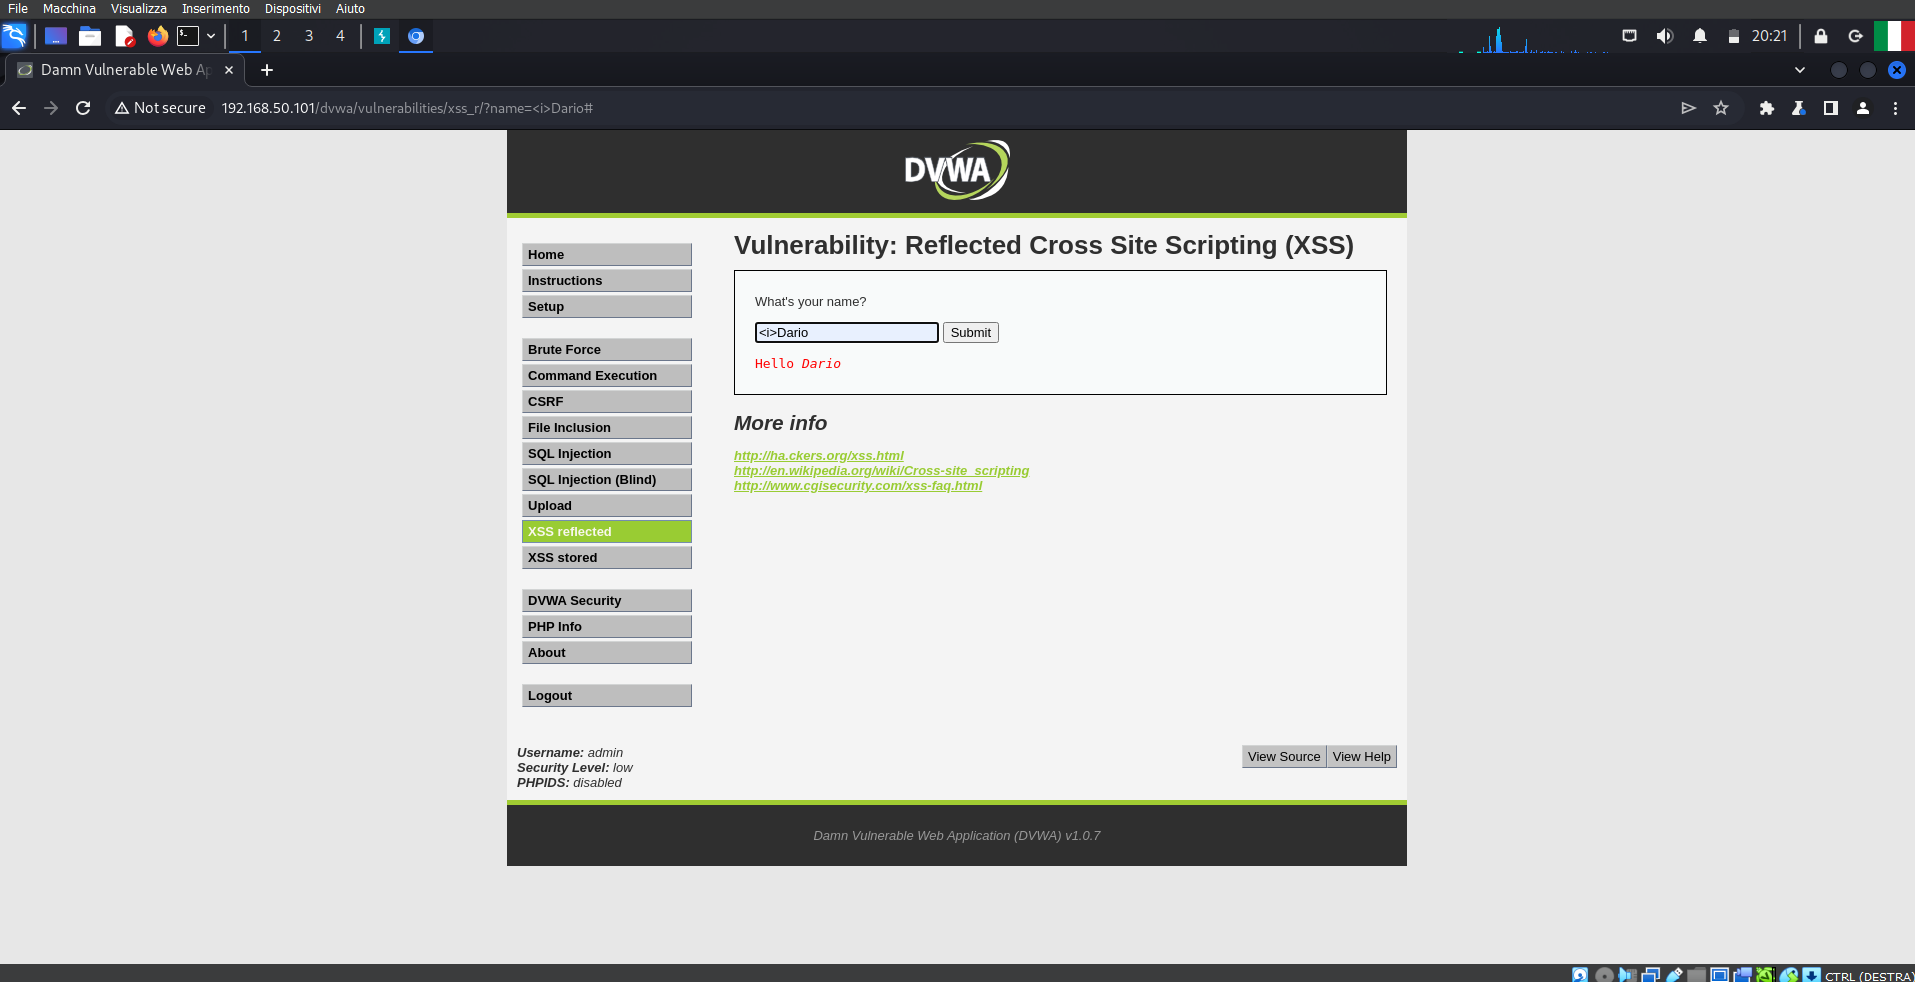 File Macchina Visualizza Inserimento Dispositivi Aiuto
1 2 3 4 20:21
Damn Vulnerable Web Ap
Not secure 192.168.50.101/dvwa/vulnerabilities/xss_r/?name=<i>Dario#
DVWA
Vulnerability: Reflected Cross Site Scripting (XSS)
Home
Instructions
Setup
Brute Force
Command Execution
CSRF
File Inclusion
SQL Injection
SQL Injection (Blind)
Upload
XSS reflected
XSS stored
DVWA Security
PHP Info
About
Logout
What's your name?
<i>Dario Submit
Hello Dario
More info
http://ha.ckers.org/xss.html
http://en.wikipedia.org/wiki/Cross-site_scripting
http://www.cgisecurity.com/xss-faq.html
Username: admin
Security Level: low
PHPIDS: disabled
View Source View Help
Damn Vulnerable Web Application (DVWA) v1.0.7
CTRL (DESTRA)